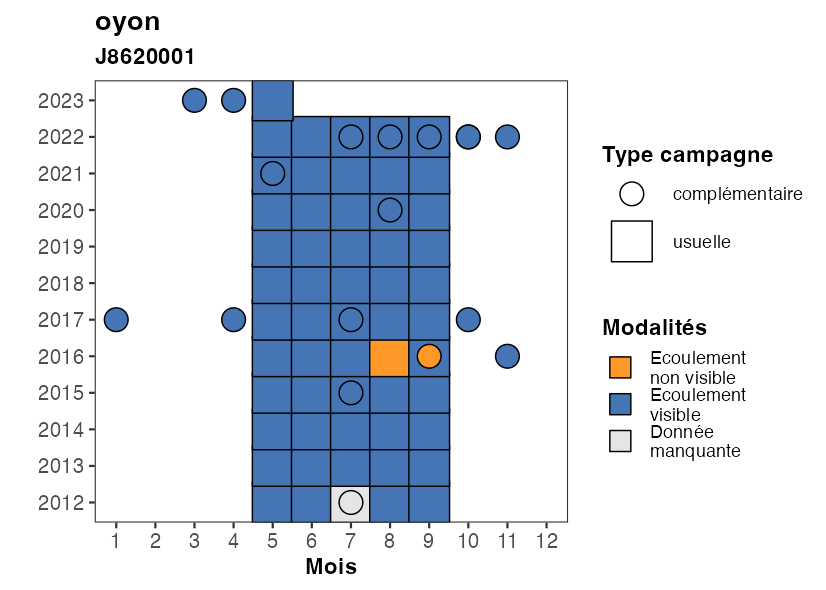 oyon
J8620001
2023
2022
2021
2020
2019
2018
2017
2016
2015
2014
2013
2012
1 2 3 4 5 6 7 8 9 10 11 12
Mois
Type campagne
complémentaire
usuelle
Modalités
Ecoulement
non visible
Ecoulement
visible
Donnée
manquante